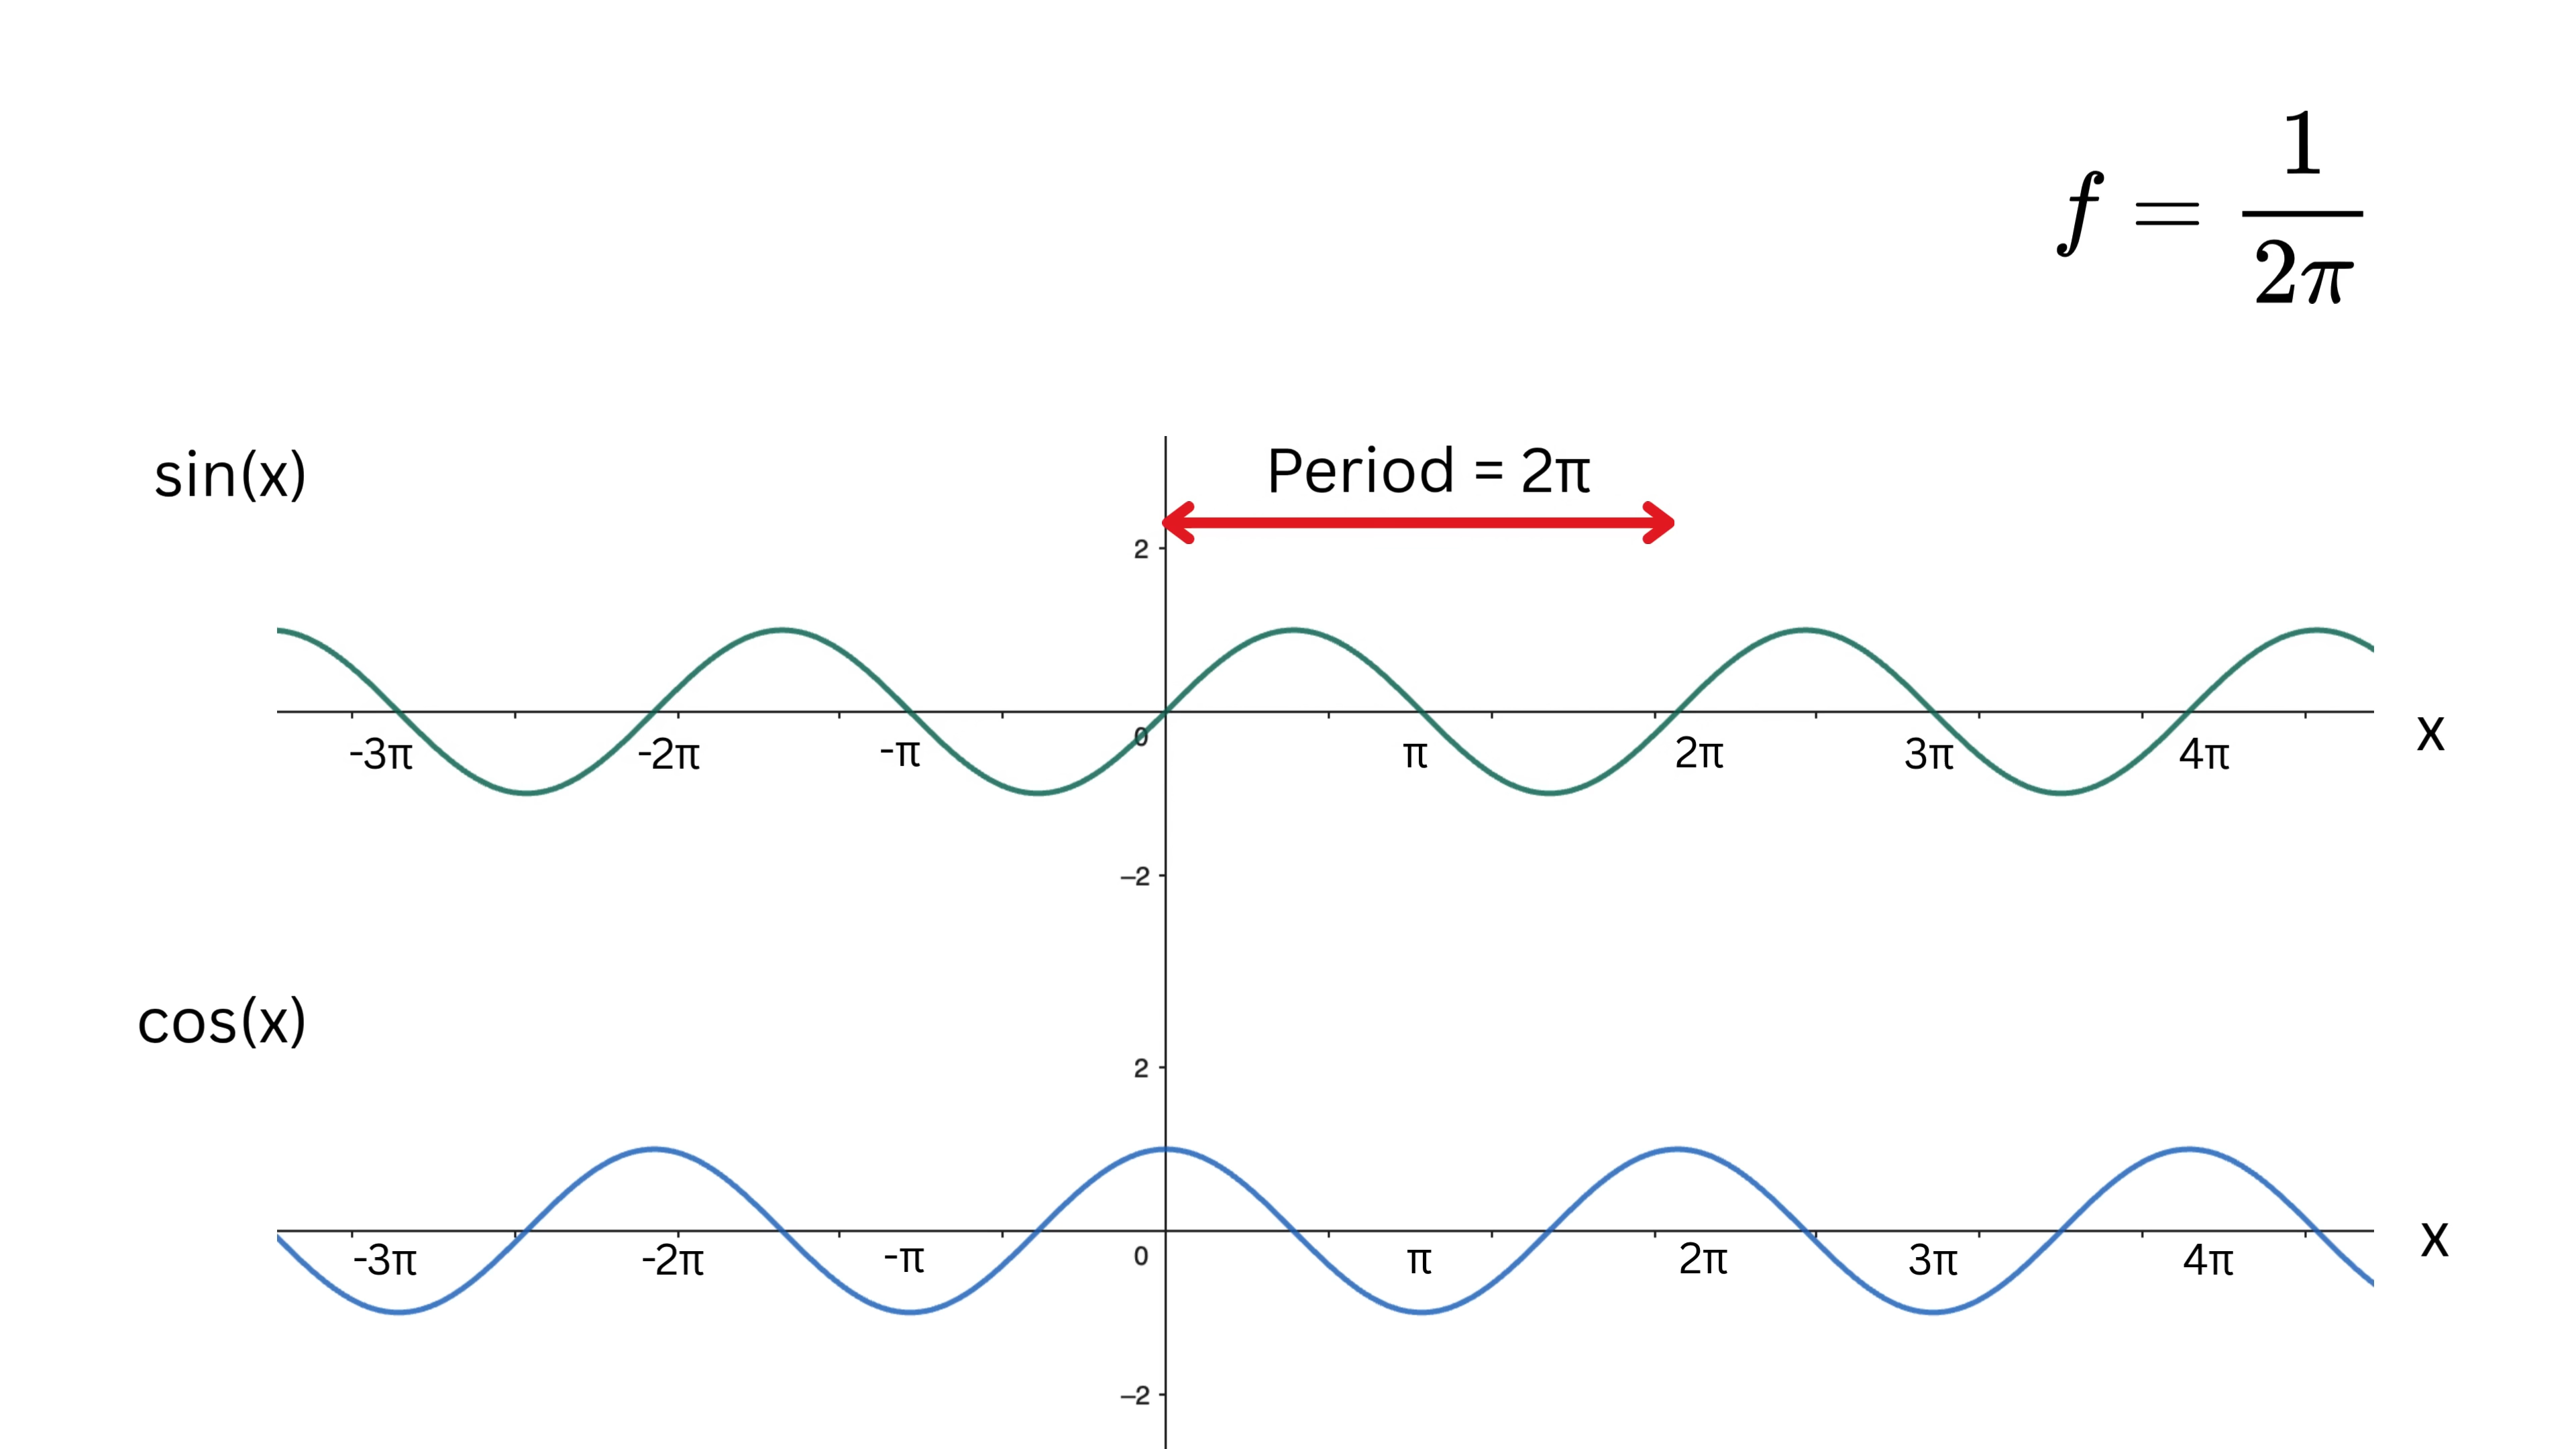 f = 1/2π
sin(x)
Period = 2π
2
0
-3π -2π -π π 2π 3π 4π
x
−2
cos(x)
2
0
-3π -2π -π π 2π 3π 4π
x
−2